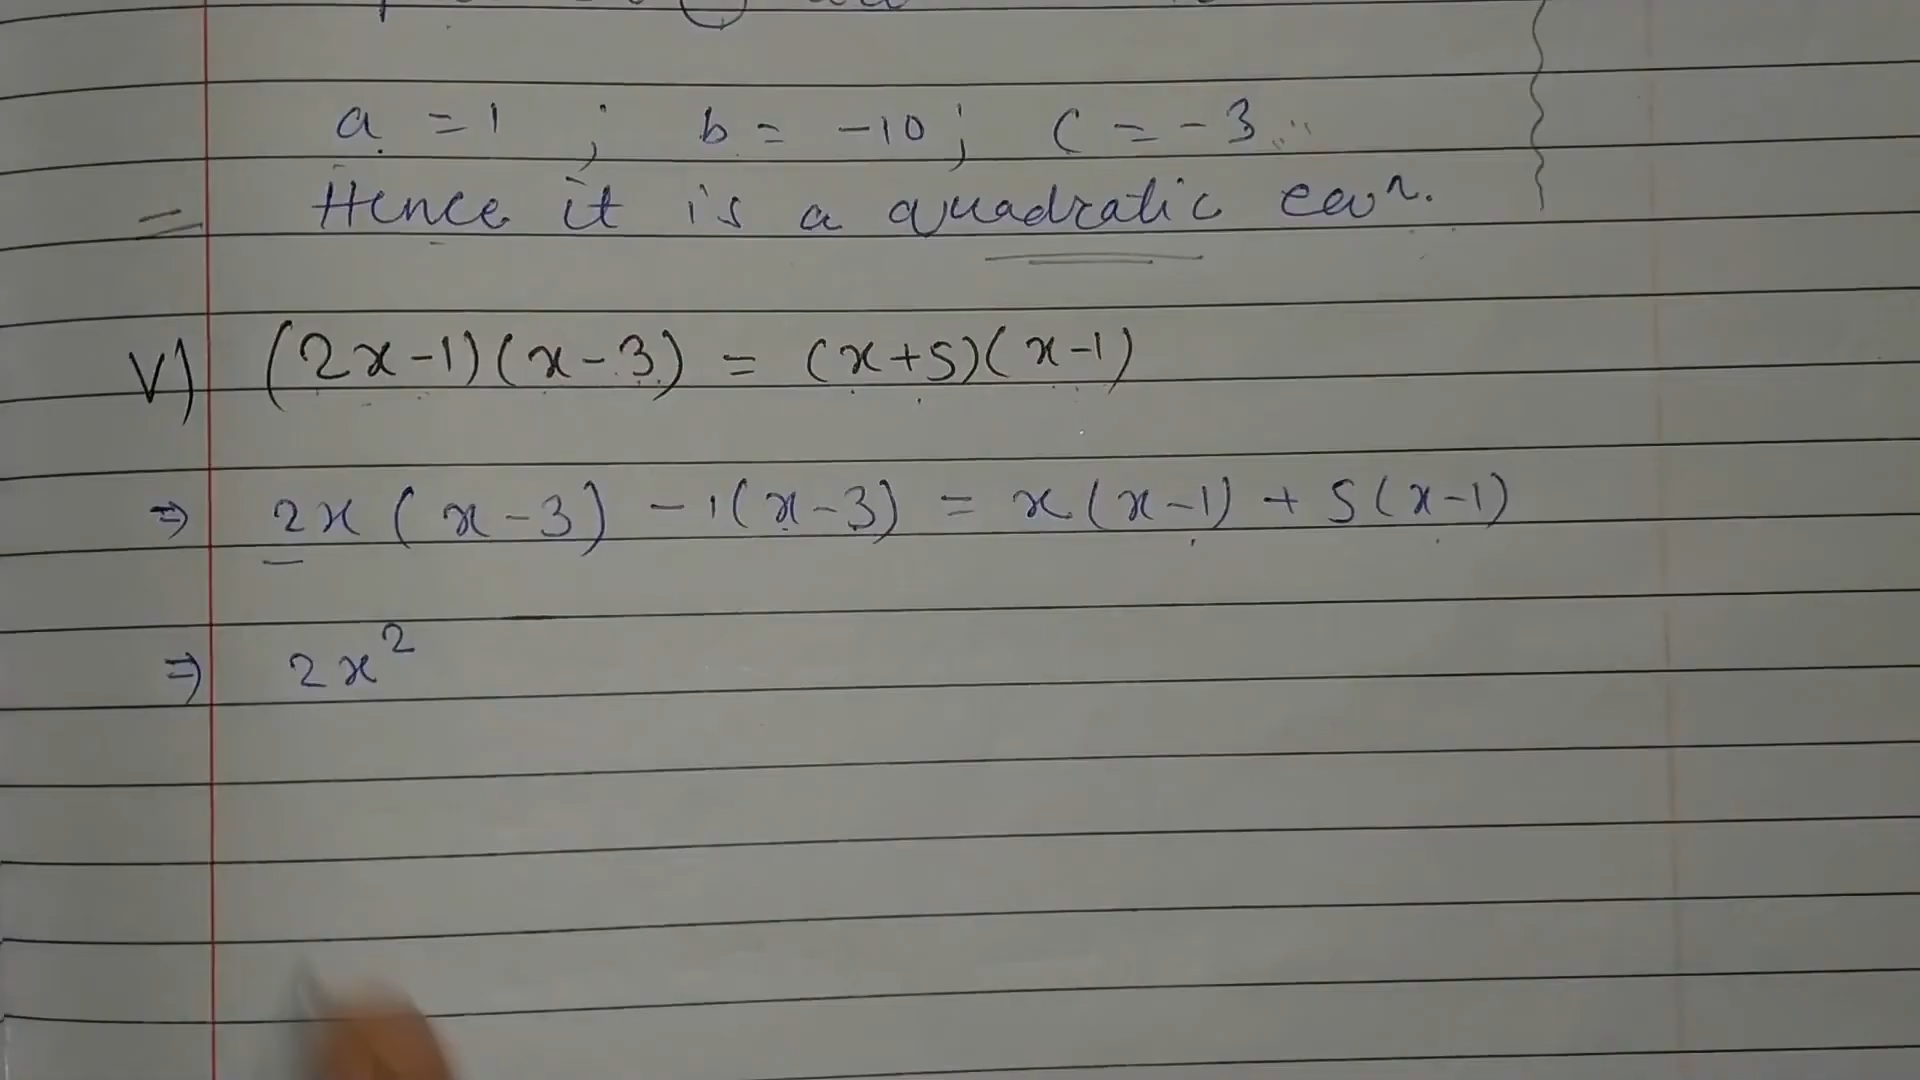 a = 1 ; b = -10 ; c = -3
Hence it is a quadratic eqn.
V) (2x-1)(x-3) = (x+5)(x-1)
⇒ 2x(x-3) -1(x-3) = x(x-1) + 5(x-1)
⇒ 2x²